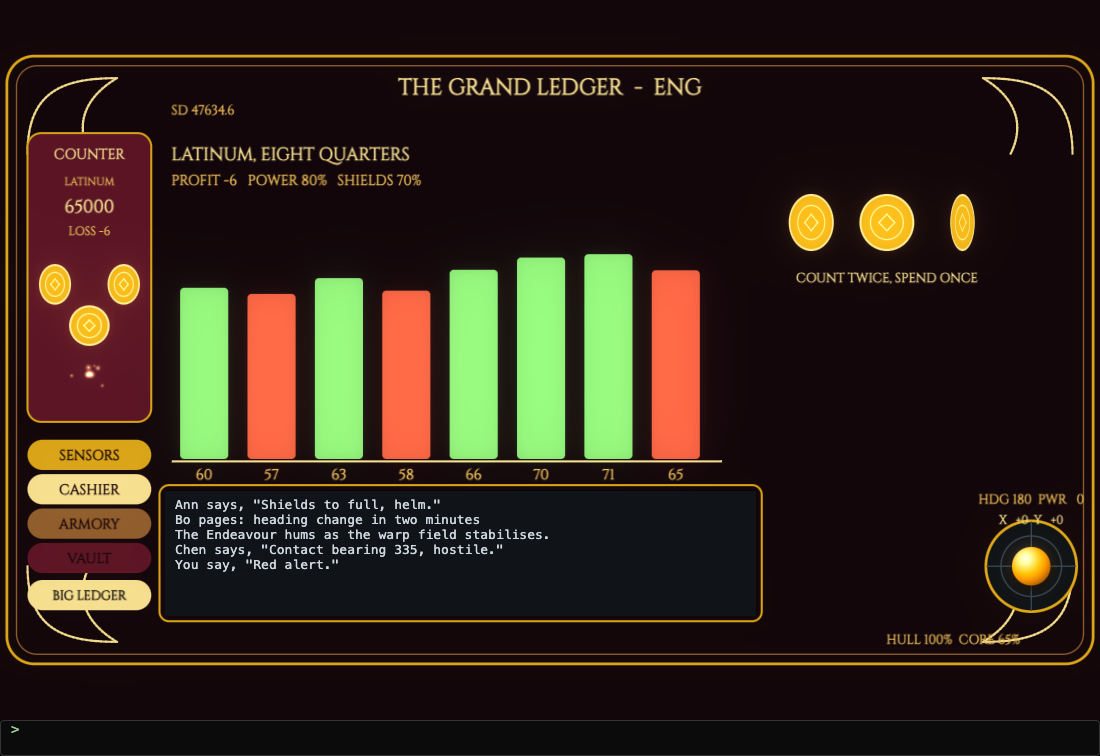 THE GRAND LEDGER - ENG
SD 47634.6
COUNTER
LATINUM
65000
LOSS -6
LATINUM, EIGHT QUARTERS
PROFIT -6 POWER 80% SHIELDS 70%
60 57 63 58 66 70 71 65
COUNT TWICE, SPEND ONCE
SENSORS
CASHIER
ARMORY
VAULT
BIG LEDGER
Ann says, "Shields to full, helm."
Bo pages: heading change in two minutes
The Endeavour hums as the warp field stabilises.
Chen says, "Contact bearing 335, hostile."
You say, "Red alert."
HDG 180 PWR 0
X +0 Y +0
HULL 100% CORE 65%
>